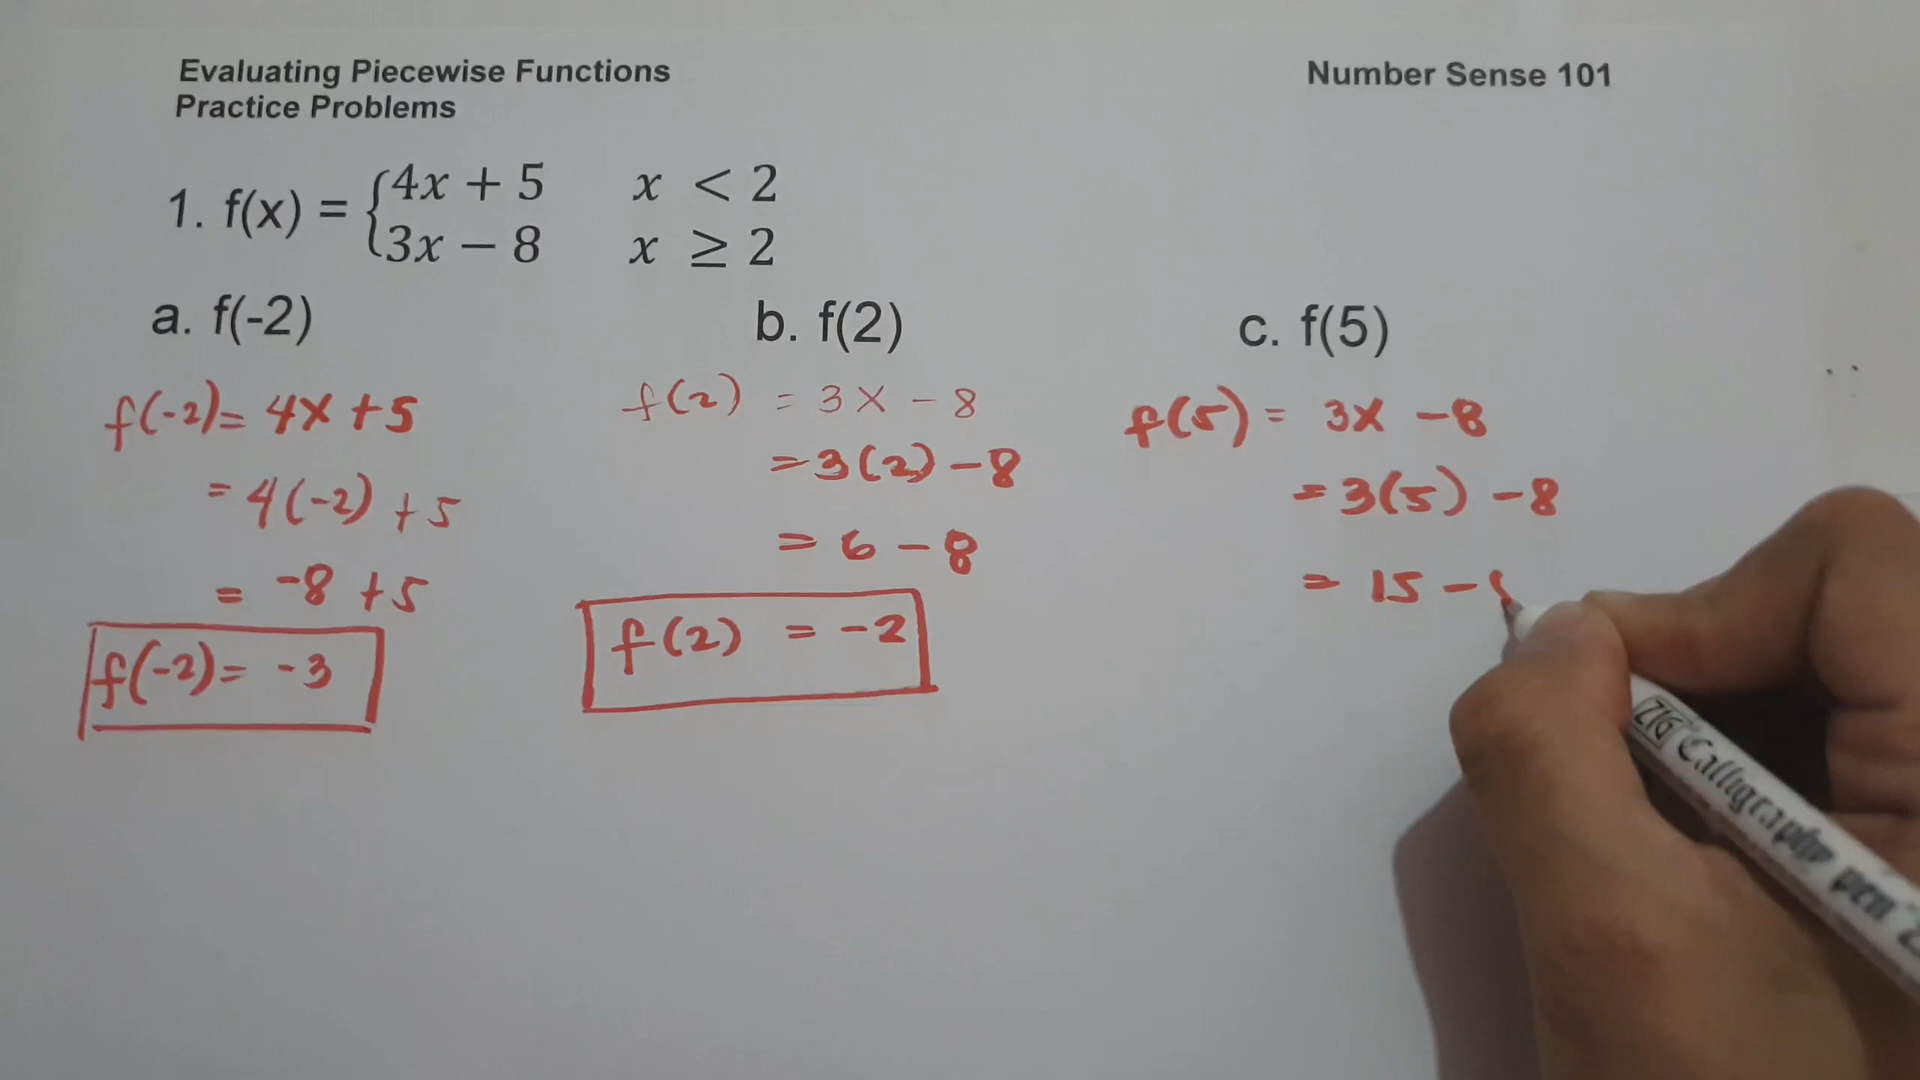 Evaluating Piecewise Functions
Practice Problems
Number Sense 101
1. f(x) = {4x + 5 x < 2
3x − 8 x ≥ 2
a. f(-2)
f(-2) = 4x + 5
= 4(-2) + 5
= -8 + 5
f(-2) = -3
b. f(2)
f(2) = 3x - 8
= 3(2) - 8
= 6 - 8
f(2) = -2
c. f(5)
f(5) = 3x - 8
= 3(5) - 8
= 15 -
ZIG Calligraphy pen